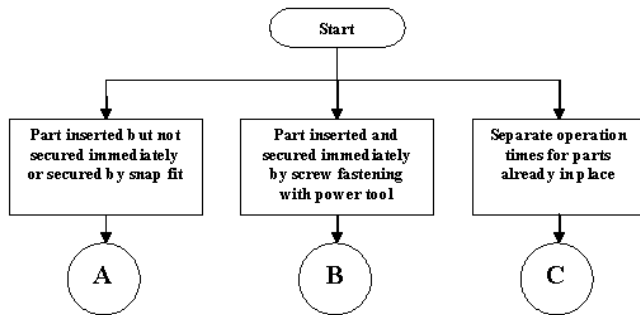 Start
Part inserted but not
secured immediately
or secured by snap fit
Part inserted and
secured immediately
by screw fastening
with power tool
Separate operation
times for parts
already in place
A
B
C